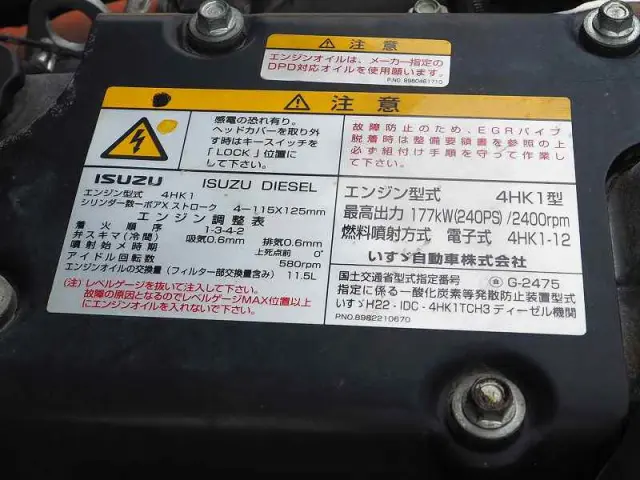 注意
エンジンオイルは、メーカー指定の
DPD対応オイルを使用願います。
P.NO. 8980461710
注意
感電の恐れ有り。
ヘッドカバーを取り外
す時はキースイッチを
「LOCK」位置に
して下さい。
故障防止のため、EGRパイプ
脱着時は整備要領書を参照の上
必ず組付け手順を守って作業し
て下さい。
ISUZU ISUZU DIESEL
エンジン型式 4HK1
シリンダー数ーボアXストローク 4-115X125mm
エンジン調整表
着火順序 1-3-4-2
弁スキマ(冷間) 吸気0.6mm 排気0.6mm
噴射始メ時期 上死点前 0°
アイドル回転数 580rpm
エンジンオイルの交換量(フィルター部交換量含み) 11.5L
(注)レベルゲージを抜いて注入して下さい。
故障の原因となるのでレベルゲージMAX位置以上
にエンジンオイルを入れないで下さい。
エンジン型式 4HK1型
最高出力 177kW(240PS)/2400rpm
燃料噴射方式 電子式 4HK1-12
いすゞ自動車株式会社
国土交通省型式指定番号 G-2475
指定に係る一酸化炭素等発散防止装置型式
いすゞH22-IDC-4HK1TCH3 ディーゼル機関
P.NO.8982210670